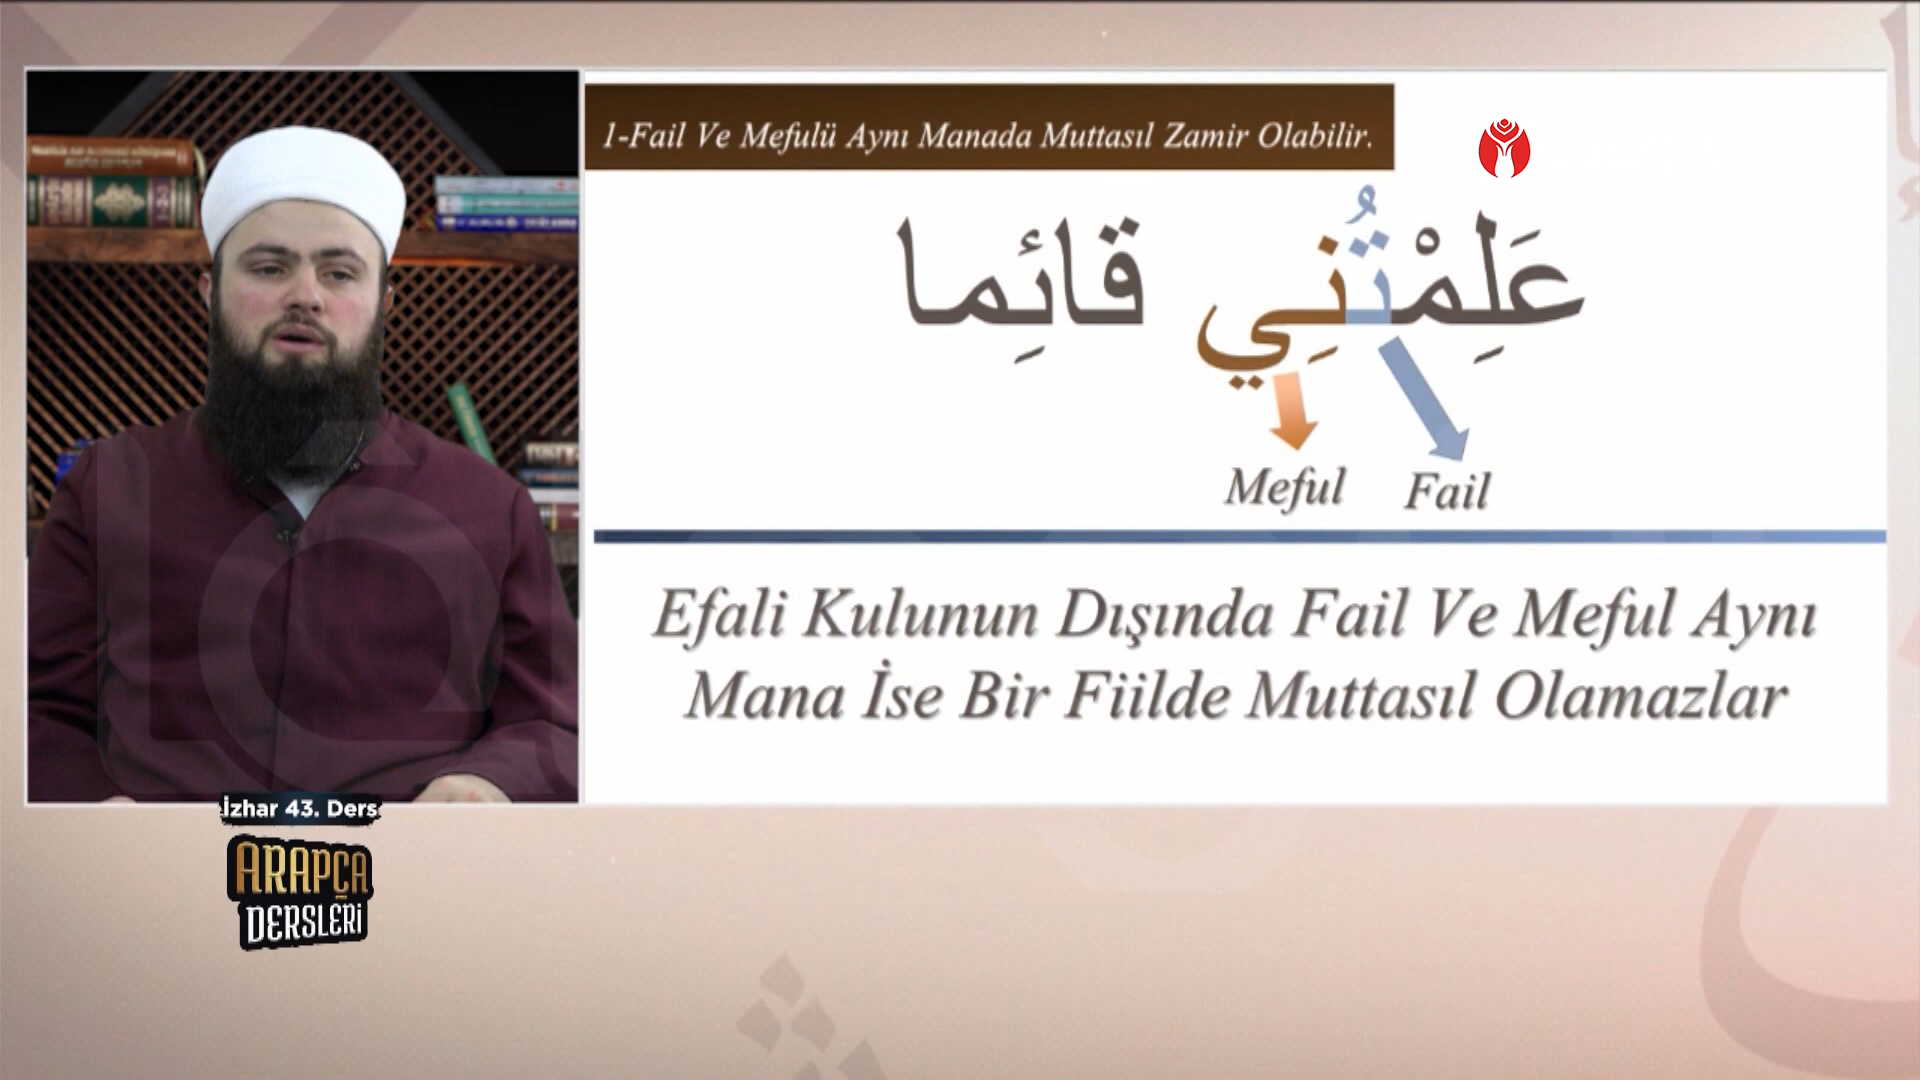 1-Fail Ve Mefulü Aynı Manada Muttasıl Zamir Olabilir.
عَلِمْتُنِي قَائِما
Meful Fail
Efali Kulunun Dışında Fail Ve Meful Aynı
Mana İse Bir Fiilde Muttasıl Olamazlar
İzhar 43. Ders
ARAPÇA
DERSLERİ